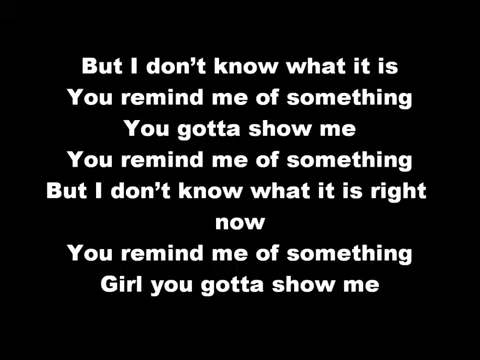 But I don’t know what it is
You remind me of something
You gotta show me
You remind me of something
But I don’t know what it is right
now
You remind me of something
Girl you gotta show me